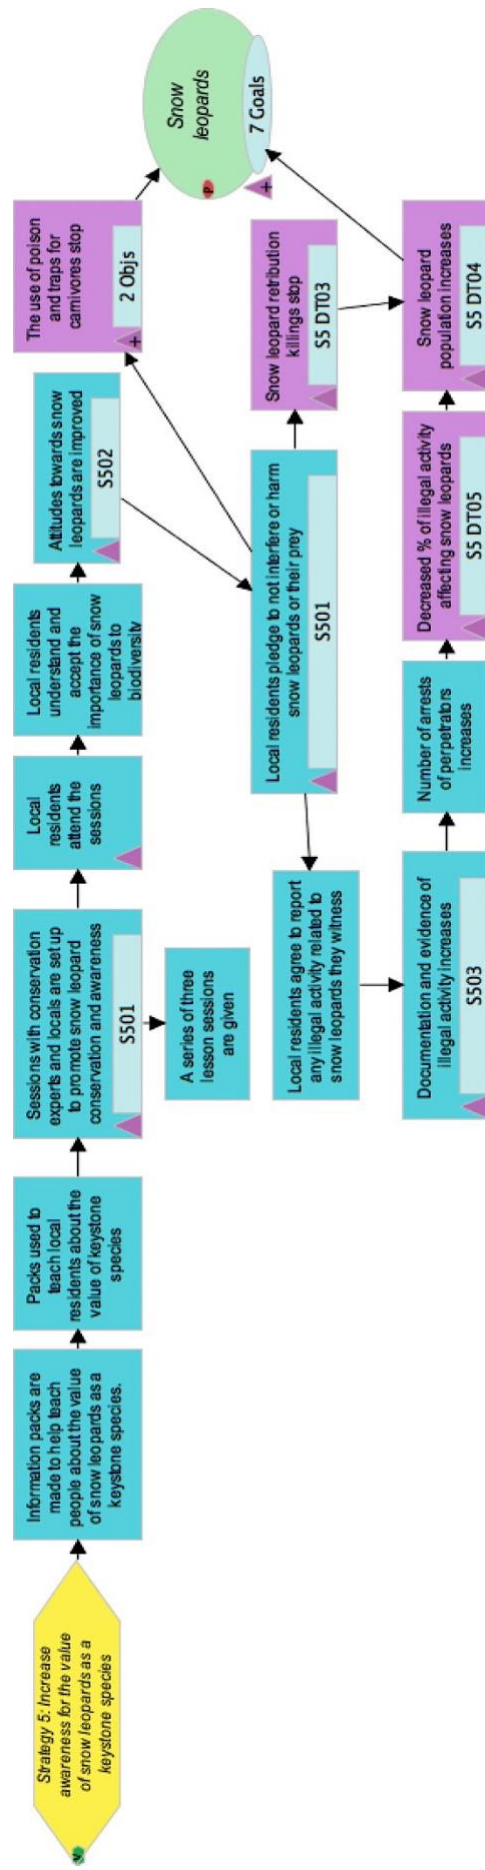 Strategy 5: Increase
awareness for the value
of snow leopards as a
keystone species
Information packs are
made to help teach
people about the value
of snow leopards as a
keystone species.
Packs used to
teach local
residents about the
value of keystone
species
Sessions with conservation
experts and locals are set up
to promote snow leopard
conservation and awareness
S501
A series of three
lesson sessions
are given
Local
residents
attend the
sessions
Local residents
understand and
accept the
importance of snow
leopards to
biodiversity
Attitudes towards snow
leopards are improved
S502
The use of poison
and traps for
carnivores stop
2 Objs
Local residents pledge to not interfere or harm
snow leopards or their prey
S501
Snow leopard retribution
killings stop
S5 DT03
Local residents agree to report
any illegal activity related to
snow leopards they witness
Documentation and evidence of
illegal activity increases
S503
Number of arrests
of perpetrators
increases
Decreased % of illegal activity
affecting snow leopards
S5 DT05
Snow leopard
population increases
S5 DT04
Snow
leopards
7 Goals